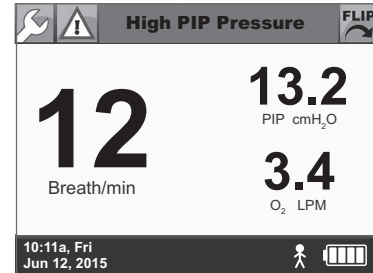 High PIP Pressure
FLIP
12
Breath/min
13.2
PIP cmH₂O
3.4
O₂ LPM
10:11a, Fri
Jun 12, 2015